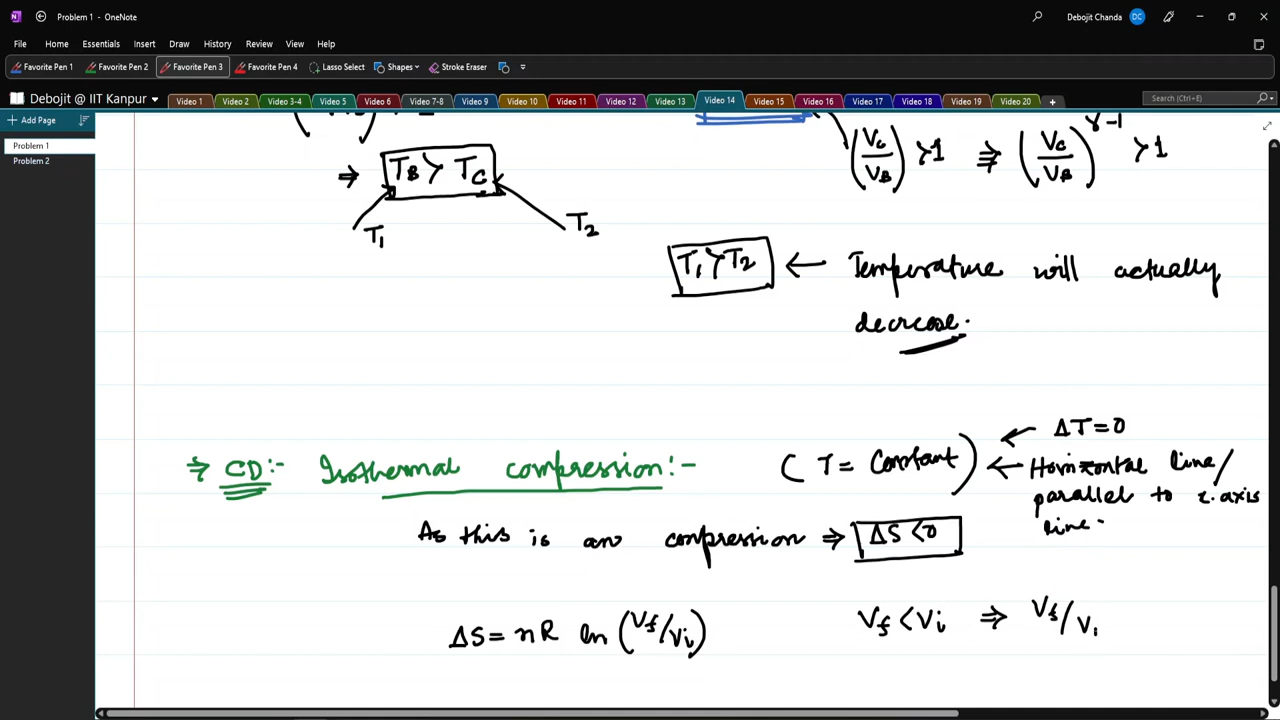 Problem 1 - OneNote
Debojit Chanda DC
File Home Essentials Insert Draw History Review View Help
Favorite Pen 1 Favorite Pen 2 Favorite Pen 3 Favorite Pen 4 Lasso Select Shapes Stroke Eraser
Debojit @ IIT Kanpur Video 1 Video 2 Video 3-4 Video 5 Video 6 Video 7-8 Video 9 Video 10 Video 11 Video 12 Video 13 Video 14 Video 15 Video 16 Video 17 Video 18 Video 19 Video 20 + Search (Ctrl+E)
+ Add Page
Problem 1
Problem 2
(Vc/VB) >1 ⇒ (Vc/VB)^γ-1 >1
⇒ TB > Tc
T1 T2
T1 > T2 ← Temperature will actually
decrease.
⇒ CD:- Isothermal compression:- (T = Constant) ← ΔT=0
← Horizontal line/
parallel to x-axis
line-
As this is an compression ⇒ ΔS<0
ΔS= nR ln (Vf/Vi) Vf < Vi ⇒ Vf/Vi